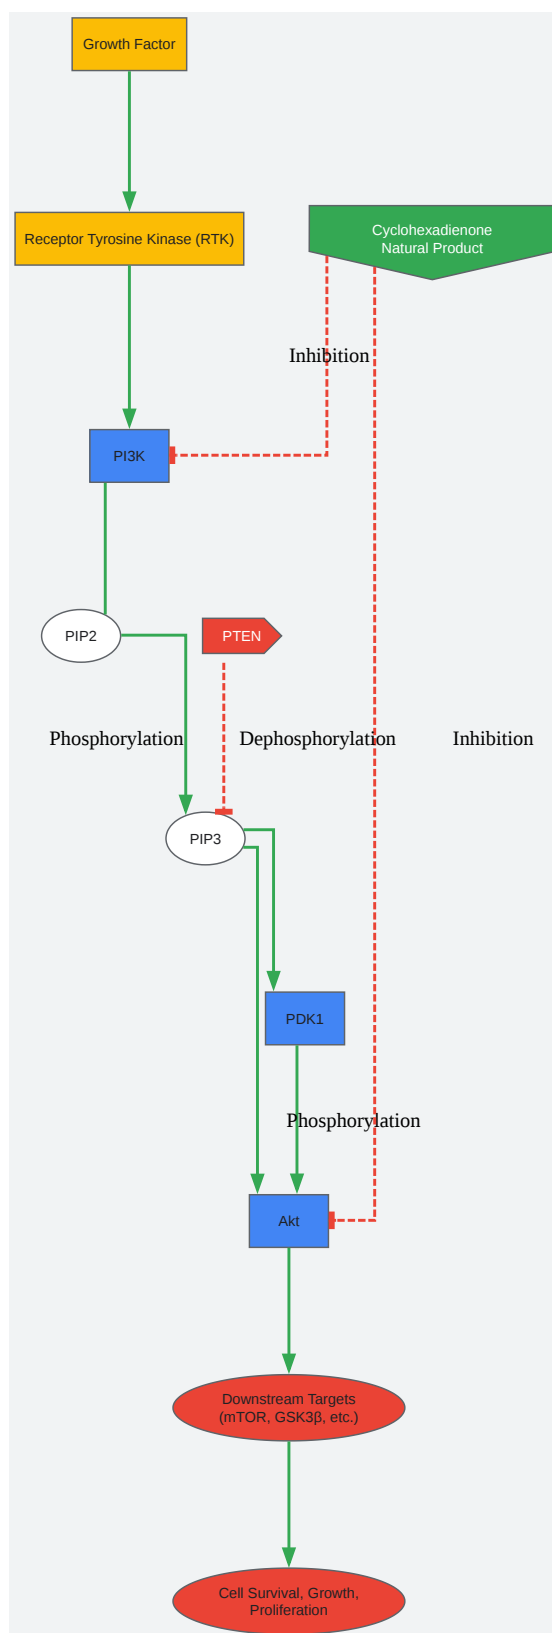 Growth Factor
Receptor Tyrosine Kinase (RTK)
Cyclohexadienone
Natural Product
Inhibition
PI3K
PIP2
PTEN
Phosphorylation
Dephosphorylation
Inhibition
PIP3
PDK1
Phosphorylation
Akt
Downstream Targets
(mTOR, GSK3β, etc.)
Cell Survival, Growth,
Proliferation